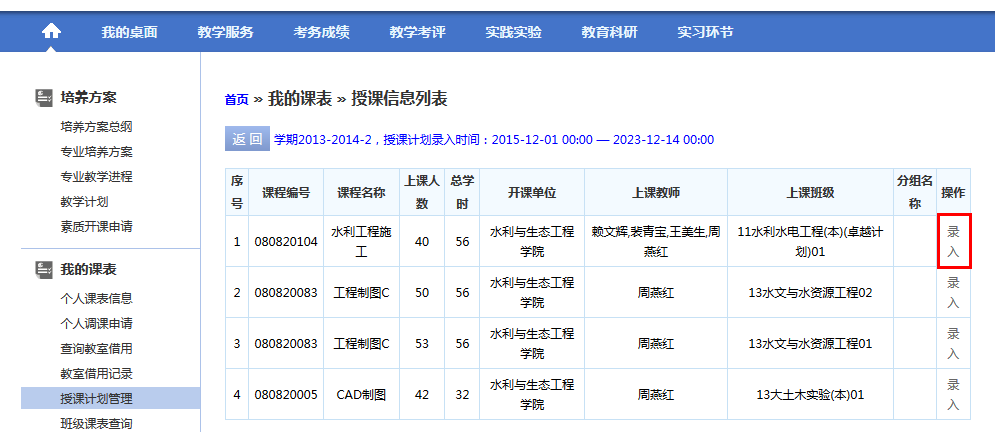 我的桌面 教学服务 考务成绩 教学考评 实践实验 教育科研 实习环节
培养方案
培养方案总纲
专业培养方案
专业教学进程
教学计划
素质开课申请
我的课表
个人课表信息
个人调课申请
查询教室借用
教室借用记录
授课计划管理
班级课表查询
首页 » 我的课表 » 授课信息列表
返回 学期2013-2014-2，授课计划录入时间：2015-12-01 00:00 — 2023-12-14 00:00
序号 课程编号 课程名称 上课人数 总学时 开课单位 上课教师 上课班级 分组名称 操作
1 080820104 水利工程施工 40 56 水利与生态工程学院 赖文辉,裴青宝,王美生,周燕红 11水利水电工程(本)(卓越计划)01 录入
2 080820083 工程制图C 50 56 水利与生态工程学院 周燕红 13水文与水资源工程02 录入
3 080820083 工程制图C 53 56 水利与生态工程学院 周燕红 13水文与水资源工程01 录入
4 080820005 CAD制图 42 32 水利与生态工程学院 周燕红 13大土木实验(本)01 录入